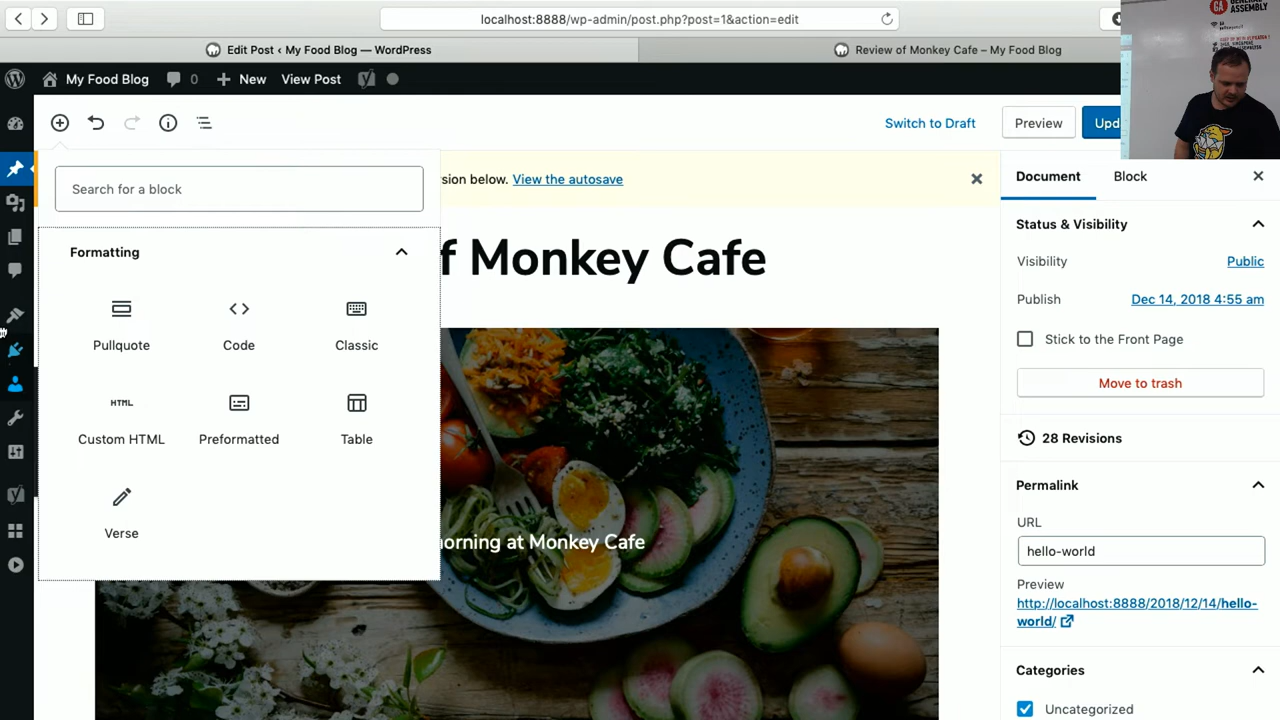 localhost:8888/wp-admin/post.php?post=1&action=edit
Edit Post ‹ My Food Blog — WordPress
Review of Monkey Cafe – My Food Blog
My Food Blog
0
New
View Post
Switch to Draft
Preview
Upd
GENERAL
ASSEMBLY
Search for a block
sion below. View the autosave
Document
Block
Formatting
Status & Visibility
f Monkey Cafe
Visibility
Public
Publish
Dec 14, 2018 4:55 am
Pullquote
Code
Classic
Stick to the Front Page
Move to trash
HTML
Custom HTML
Preformatted
Table
28 Revisions
Permalink
URL
Verse
orning at Monkey Cafe
hello-world
Preview
http://localhost:8888/2018/12/14/hello-
world/
Categories
Uncategorized